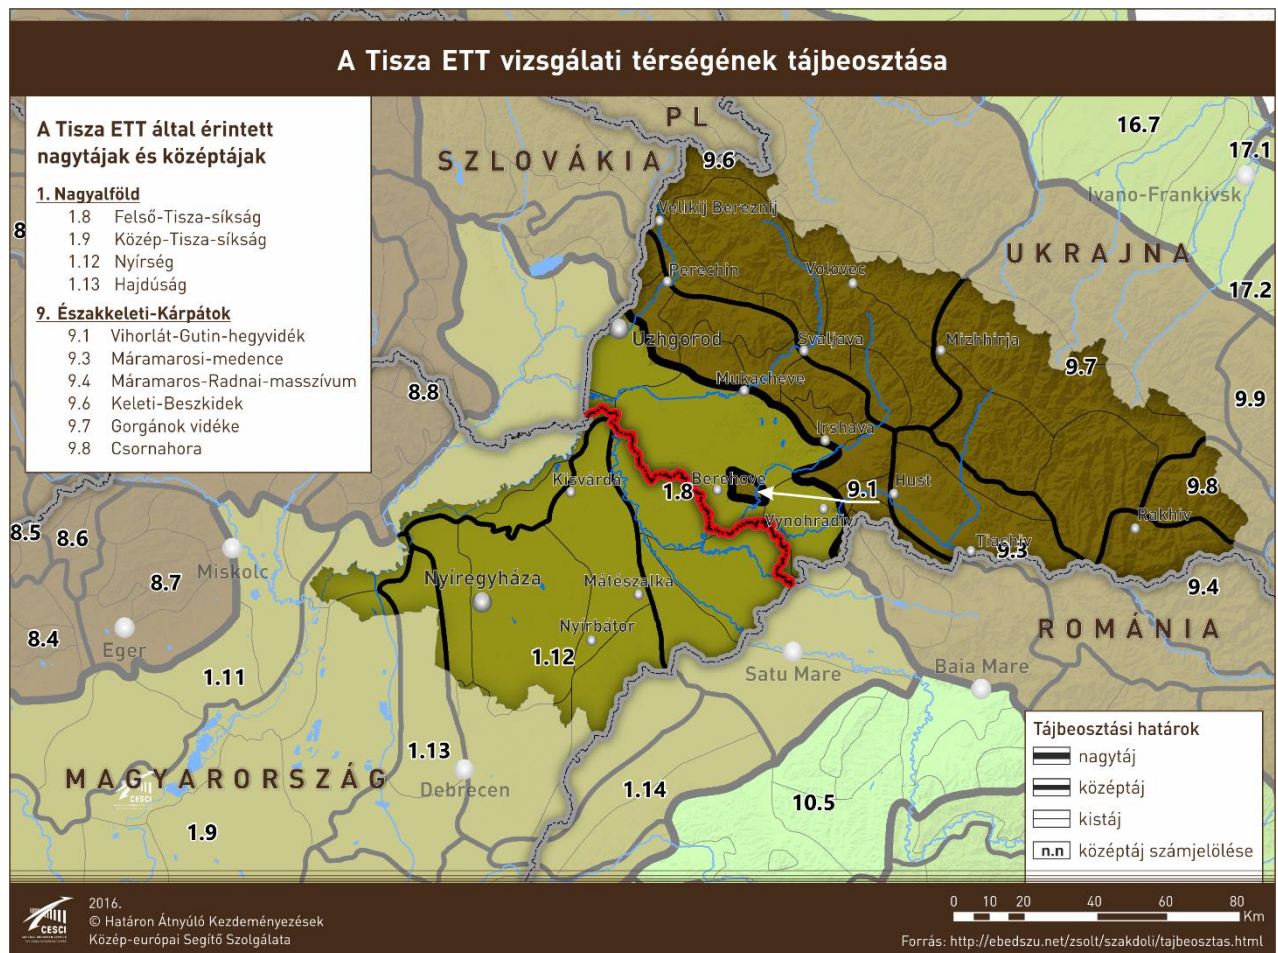 A Tisza ETT vizsgálati térségének tájbeosztása
A Tisza ETT által érintett
nagytájak és középtájak
1. Nagyalföld
1.8 Felső-Tisza-síkság
1.9 Közép-Tisza-síkság
1.12 Nyírség
1.13 Hajdúság
9. Északkeleti-Kárpátok
9.1 Vihorlát-Gutin-hegyvidék
9.3 Máramarosi-medence
9.4 Máramaros-Radnai-masszívum
9.6 Keleti-Beszkidek
9.7 Gorgánok vidéke
9.8 Csornahora
PL
SZLOVÁKIA
9.6
16.7
17.1
Ivano-Frankivsk
8
Velikij Bereznij
UKRAJNA
Perechin
Volovec
17.2
Uzhgorod
Svaljava
Mizhhirja
9.7
8.8
Mukacheve
9.9
Irshava
Kisvárda
1.8
Berehove
9.1
Hust
9.8
Vynohradiv
Rakhiv
8.5
8.6
Miskolc
Tiachiv
9.3
8.7
Nyíregyháza
Mátészalka
9.4
8.4
Eger
Nyírbátor
ROMÁNIA
1.12
1.11
Satu Mare
Baia Mare
1.13
MAGYARORSZÁG
CESCI
Debrecen
1.14
10.5
1.9
Tájbeosztási határok
nagytáj
középtáj
kistáj
n.n középtáj számjelölése
CESCI
2016.
© Határon Átnyúló Kezdeményezések
Közép-európai Segítő Szolgálata
0 10 20 40 60 80
Km
Forrás: http://ebedszu.net/zsolt/szakdoli/tajbeosztas.html